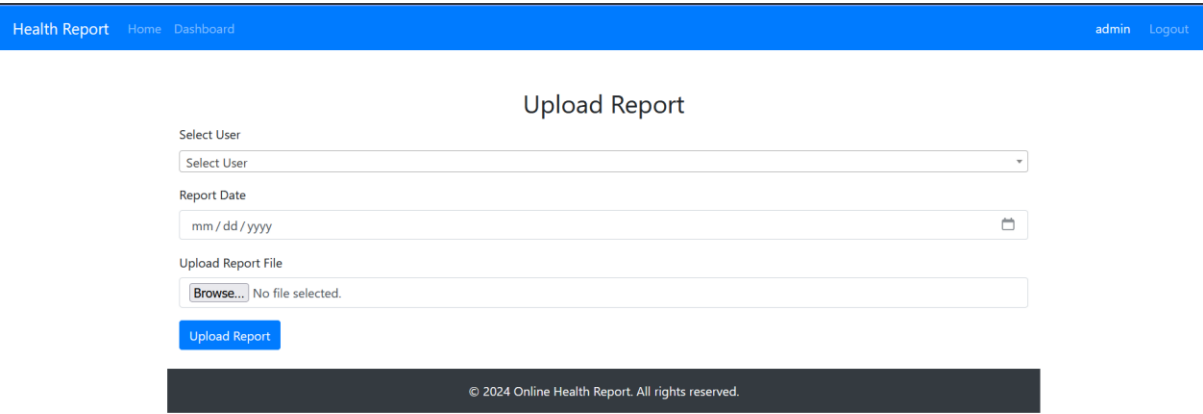 Health Report Home Dashboard admin Logout
Upload Report
Select User
Select User
Report Date
mm / dd / yyyy
Upload Report File
Browse... No file selected.
Upload Report
© 2024 Online Health Report. All rights reserved.